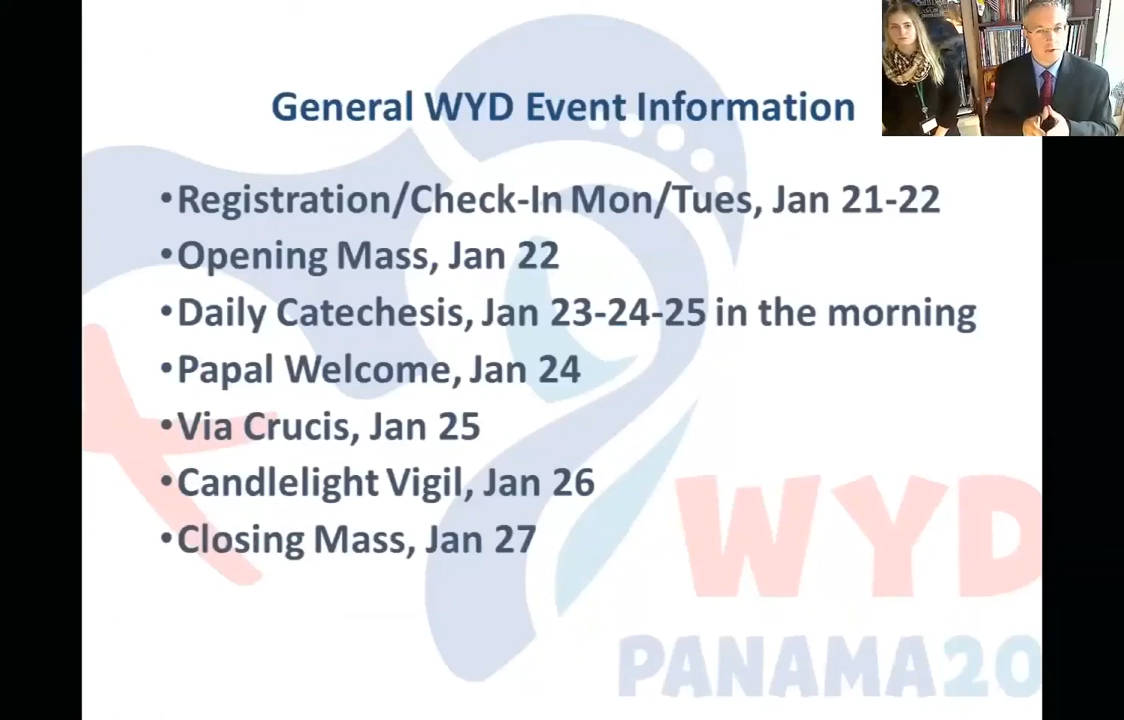 General WYD Event Information
•Registration/Check-In Mon/Tues, Jan 21-22
•Opening Mass, Jan 22
•Daily Catechesis, Jan 23-24-25 in the morning
•Papal Welcome, Jan 24
•Via Crucis, Jan 25
•Candlelight Vigil, Jan 26
•Closing Mass, Jan 27
WYD
PANAMA20